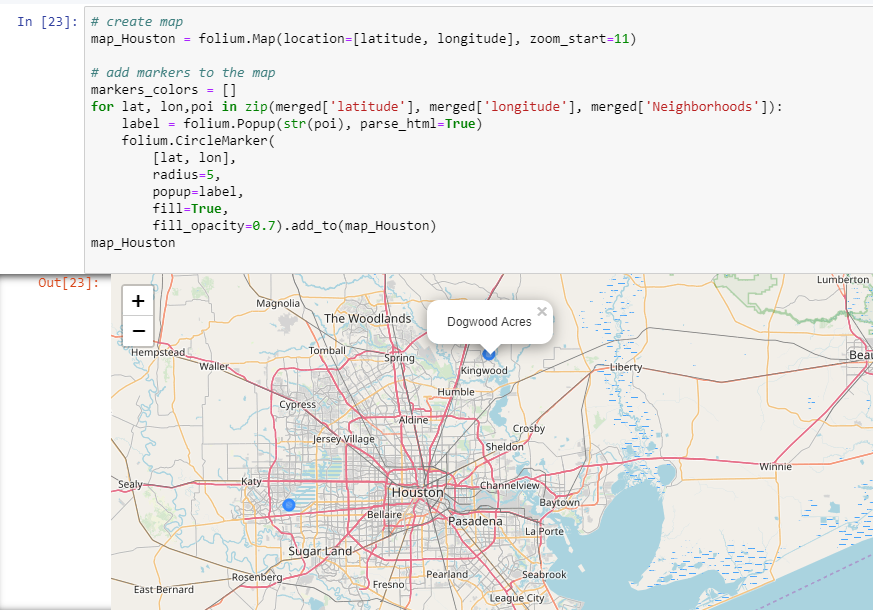 In [23]:
# create map
map_Houston = folium.Map(location=[latitude, longitude], zoom_start=11)
# add markers to the map
markers_colors = []
for lat, lon,poi in zip(merged['latitude'], merged['longitude'], merged['Neighborhoods']):
label = folium.Popup(str(poi), parse_html=True)
folium.CircleMarker(
[lat, lon],
radius=5,
popup=label,
fill=True,
fill_opacity=0.7).add_to(map_Houston)
map_Houston
Out[23]:
+
−
Lumberton
Magnolia
The Woodlands
Dogwood Acres ×
Hempstead
Tomball
Spring
Beau
Waller
Kingwood
Liberty
Humble
Cypress
Aldine
Crosby
Jersey Village
Sheldon
Winnie
Sealy
Katy
Channelview
Houston
Baytown
Bellaire
Pasadena
La Porte
Sugar Land
Rosenberg
Pearland
Seabrook
East Bernard
Fresno
League City